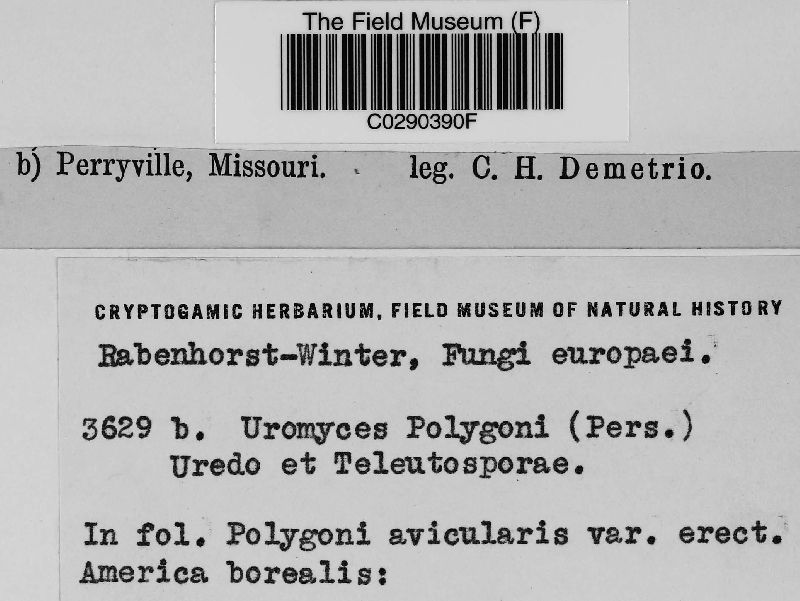 The Field Museum (F)
C0290390F
b) Perryville, Missouri. leg. C. H. Demetrio.
CRYPTOGAMIC HERBARIUM, FIELD MUSEUM OF NATURAL HISTORY
Rabenhorst-Winter, Fungi europaei.
3629 b. Uromyces Polygoni (Pers.)
Uredo et Teleutosporae.
In fol. Polygoni avicularis var. erect.
America borealis: